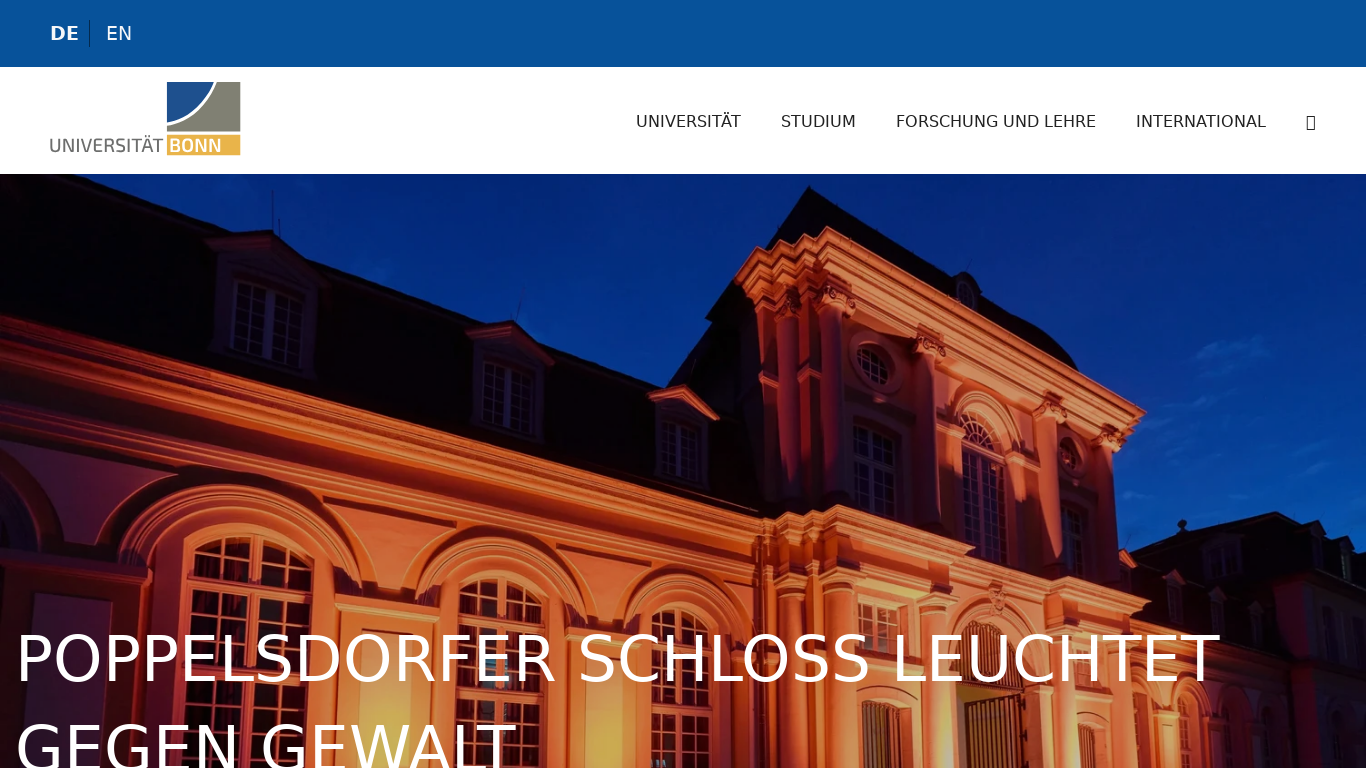 DE EN
UNIVERSITÄT BONN
UNIVERSITÄT STUDIUM FORSCHUNG UND LEHRE INTERNATIONAL
POPPELSDORFER SCHLOSS LEUCHTET
GEGEN GEWALT